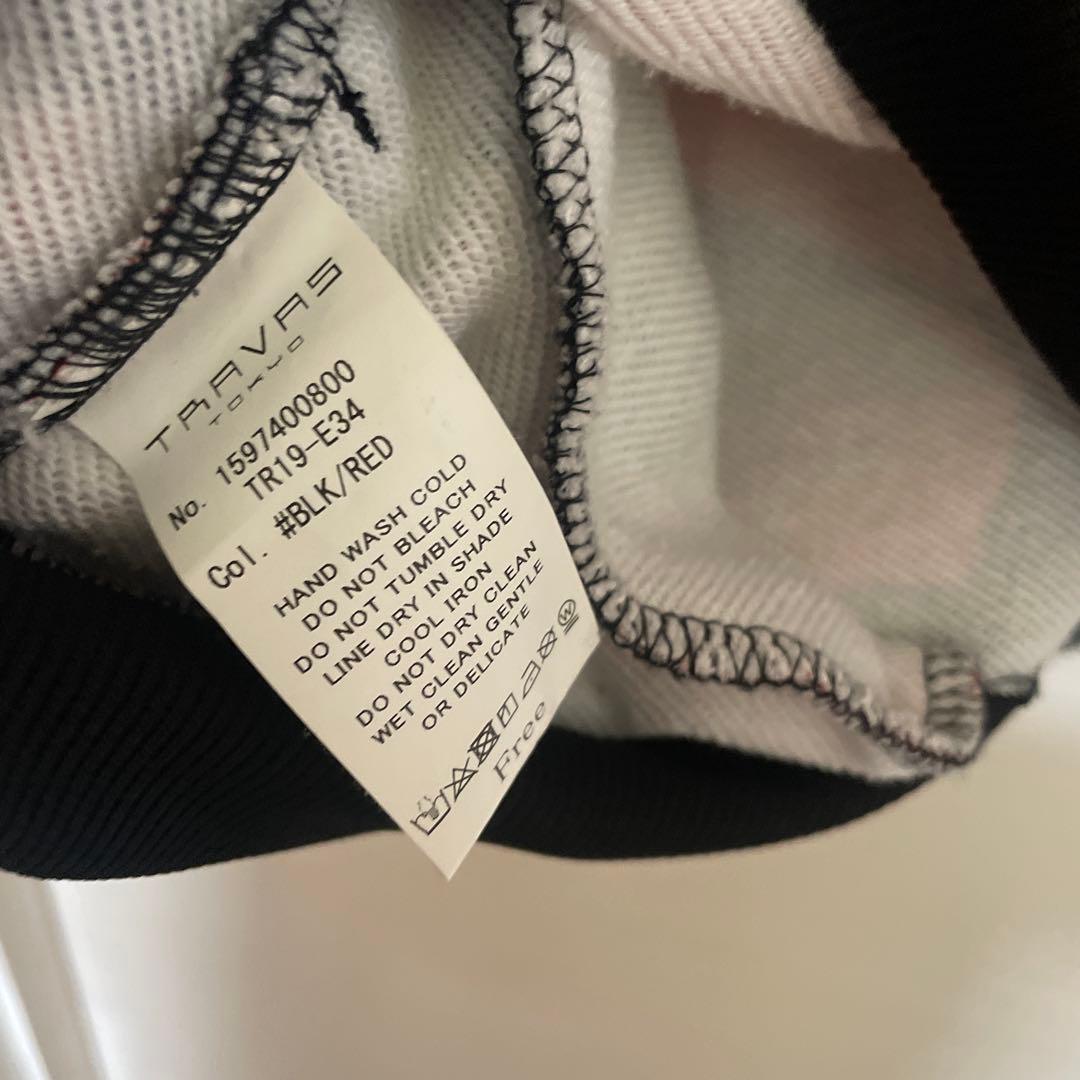 TRAVAS
TOKYO
No. 1597400800
TR19-E34
Col. #BLK/RED
HAND WASH COLD
DO NOT BLEACH
DO NOT TUMBLE DRY
LINE DRY IN SHADE
COOL IRON
DO NOT DRY CLEAN
WET CLEAN GENTLE
OR DELICATE
W
Free